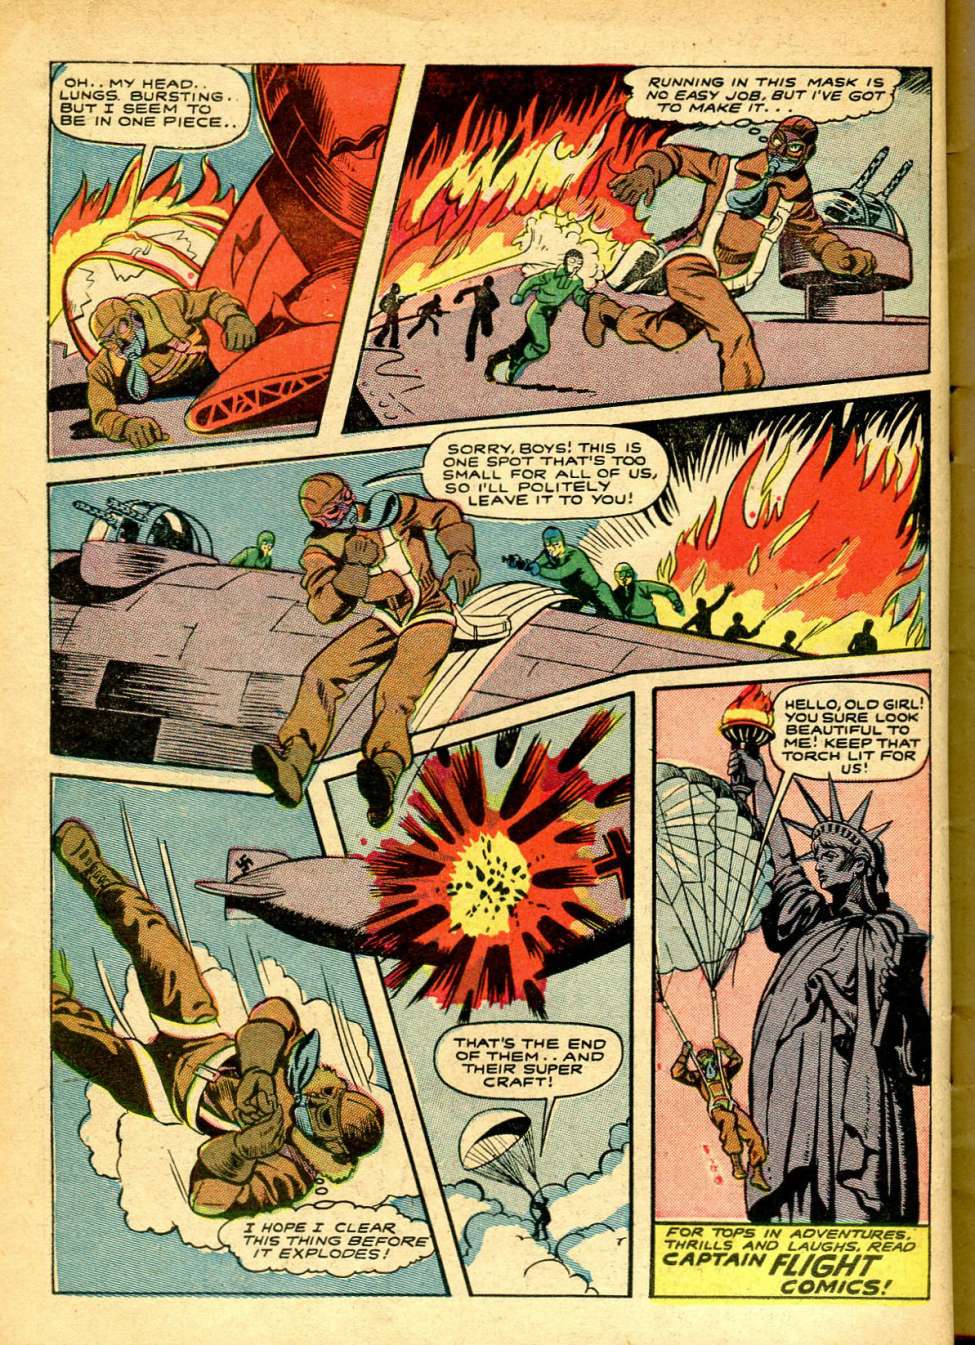 OH.. MY HEAD..
LUNGS. BURSTING..
BUT I SEEM TO
BE IN ONE PIECE..
RUNNING IN THIS MASK IS
NO EASY JOB, BUT I'VE GOT
TO MAKE IT...
SORRY, BOYS! THIS IS
ONE SPOT THAT'S TOO
SMALL FOR ALL OF US,
SO I'LL POLITELY
LEAVE IT TO YOU!
I HOPE I CLEAR
THIS THING BEFORE
IT EXPLODES!
THAT'S THE END
OF THEM.. AND
THEIR SUPER
CRAFT!
HELLO, OLD GIRL!
YOU SURE LOOK
BEAUTIFUL TO
ME! KEEP THAT
TORCH LIT FOR
US!
FOR TOPS IN ADVENTURES,
THRILLS AND LAUGHS, READ
CAPTAIN FLIGHT
COMICS!